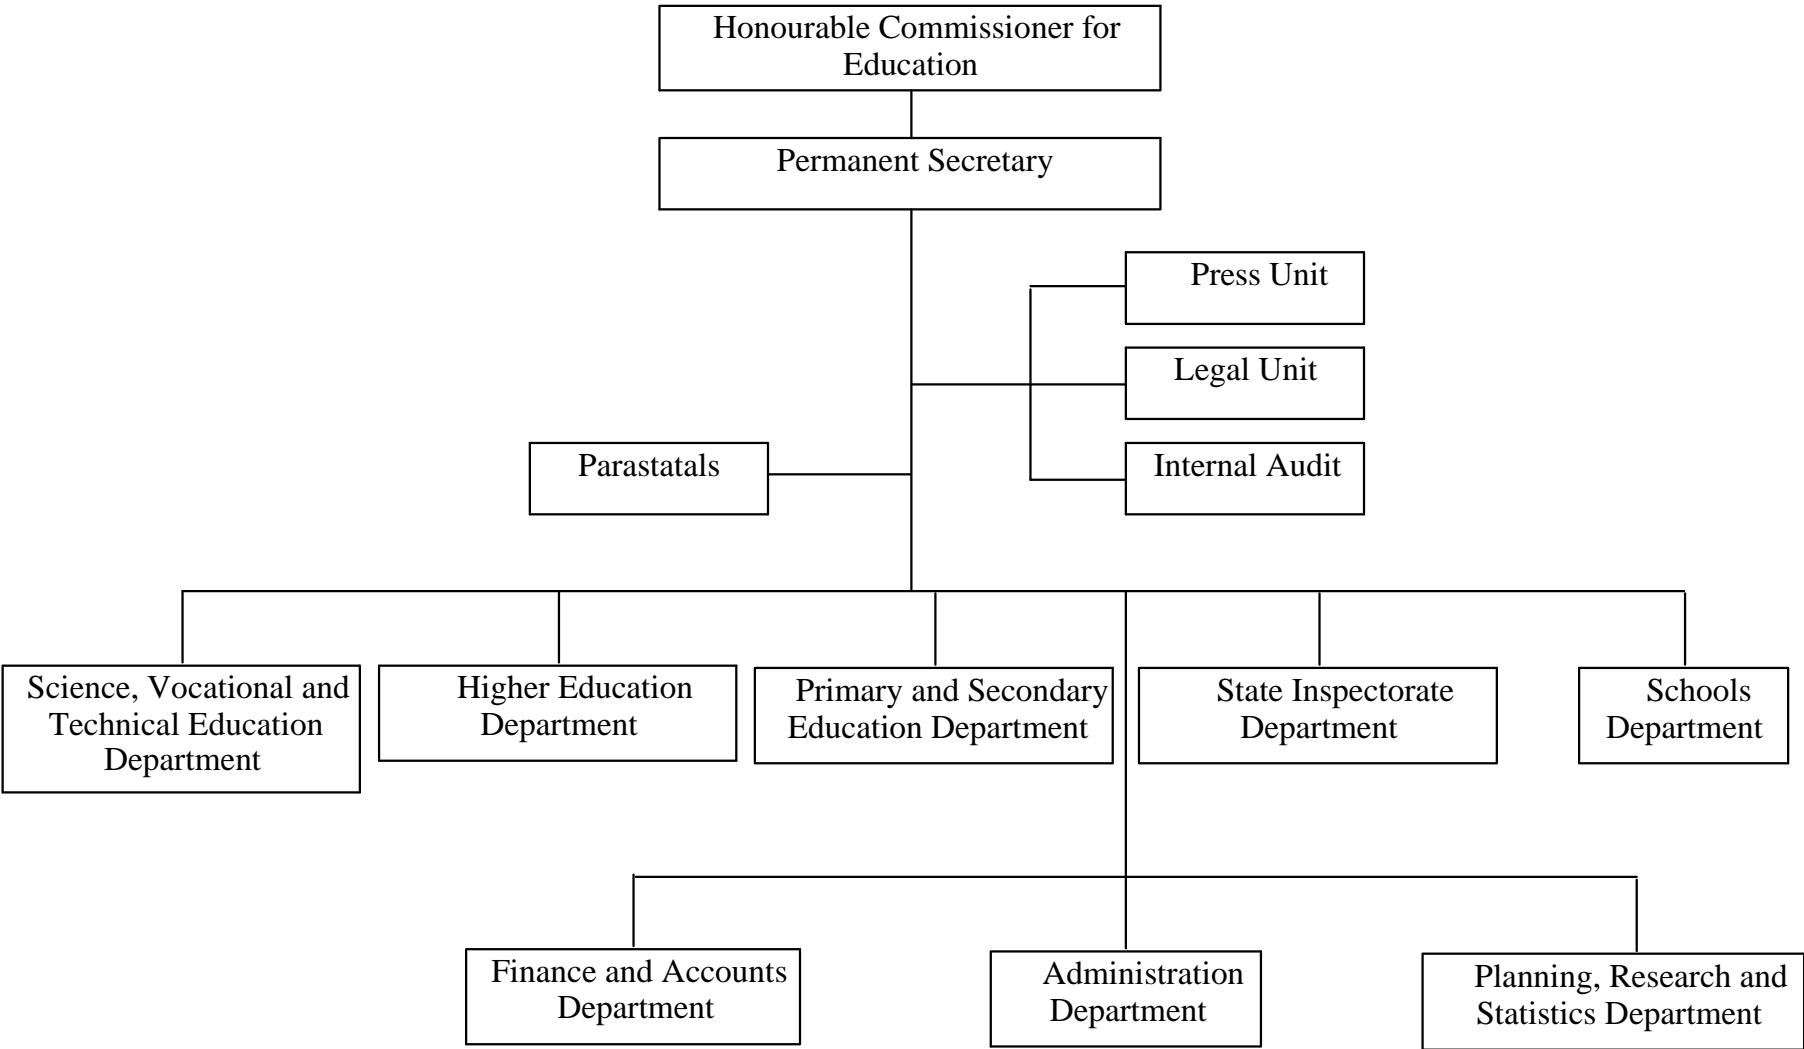 Honourable Commissioner for
Education
Permanent Secretary
Press Unit
Legal Unit
Parastatals
Internal Audit
Science, Vocational and
Technical Education
Department
Higher Education
Department
Primary and Secondary
Education Department
State Inspectorate
Department
Schools
Department
Finance and Accounts
Department
Administration
Department
Planning, Research and
Statistics Department